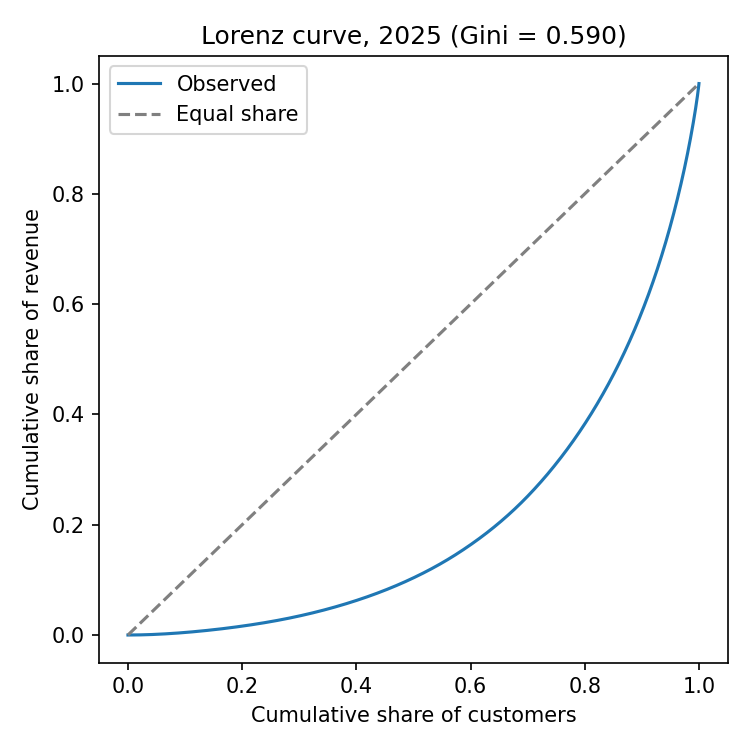 Lorenz curve, 2025 (Gini = 0.590)
Observed
Equal share
1.0
0.8
0.6
0.4
0.2
0.0
Cumulative share of revenue
0.0 0.2 0.4 0.6 0.8 1.0
Cumulative share of customers